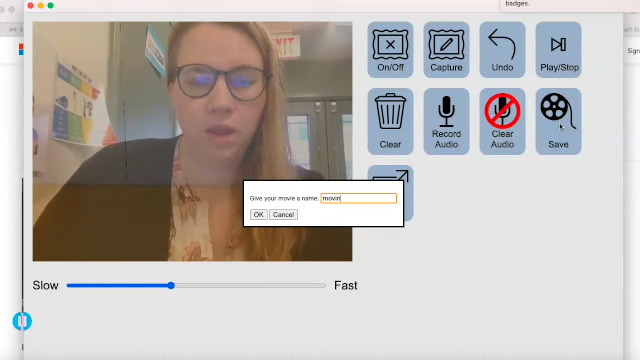 badges.
Sign
EXIT
On/Off
Capture
Undo
Play/Stop
Clear
Record
Audio
Clear
Audio
Save
Give your movie a name: movin
OK
Cancel
Slow
Fast